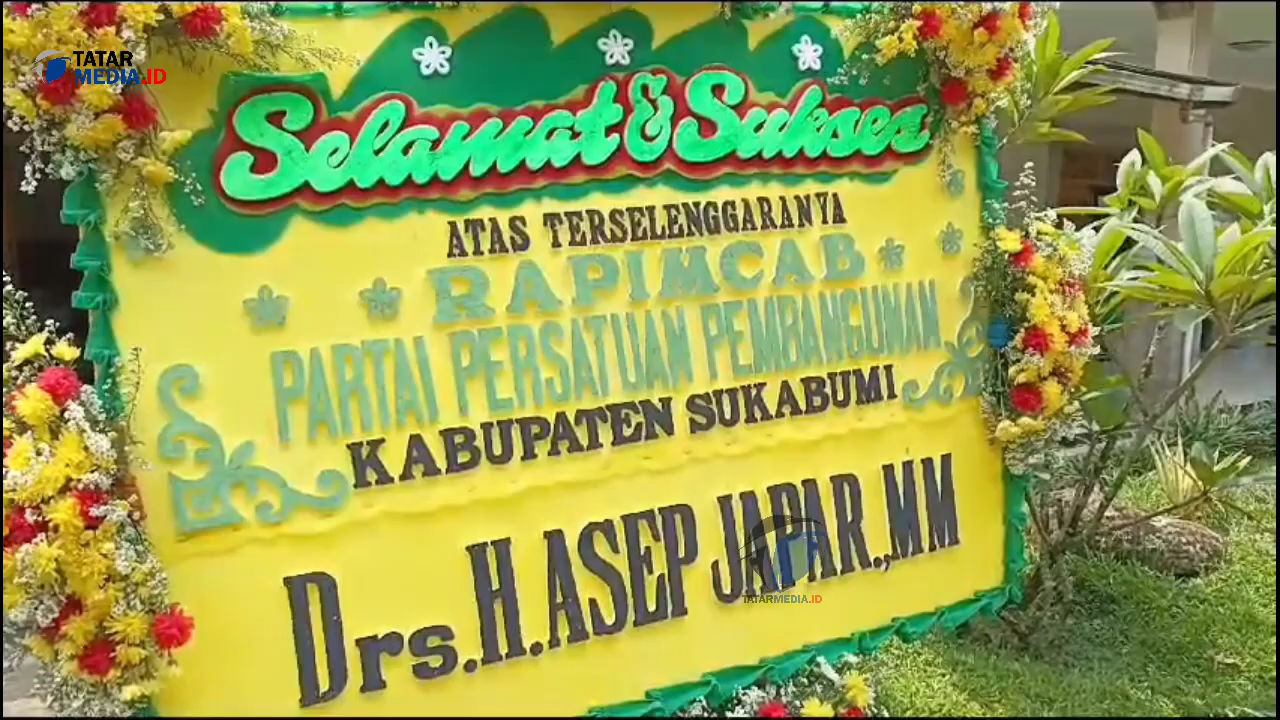 TATAR
MEDIA.ID
Selamat & Sukses
ATAS TERSELENGGARANYA
RAPIMCAB
PARTAI PERSATUAN PEMBANGUNAN
KABUPATEN SUKABUMI
Drs.H.ASEP JAPAR.,MM
TATARMEDIA.ID